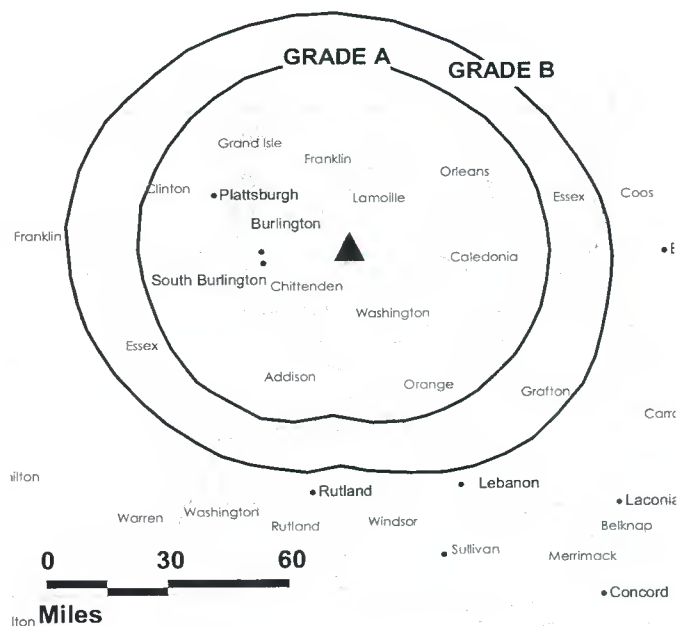 GRADE A
GRADE B
Grand Isle
Franklin
Orleans
Clinton
Plattsburgh
Lamoille
Essex
Coos
Burlington
Franklin
Caledonia
South Burlington
Chittenden
Washington
Essex
Addison
Orange
Grafton
Rutland
Lebanon
Warren
Washington
Rutland
Windsor
Laconia
Belknap
Sullivan
Merrimack
Concord
0 30 60
Miles